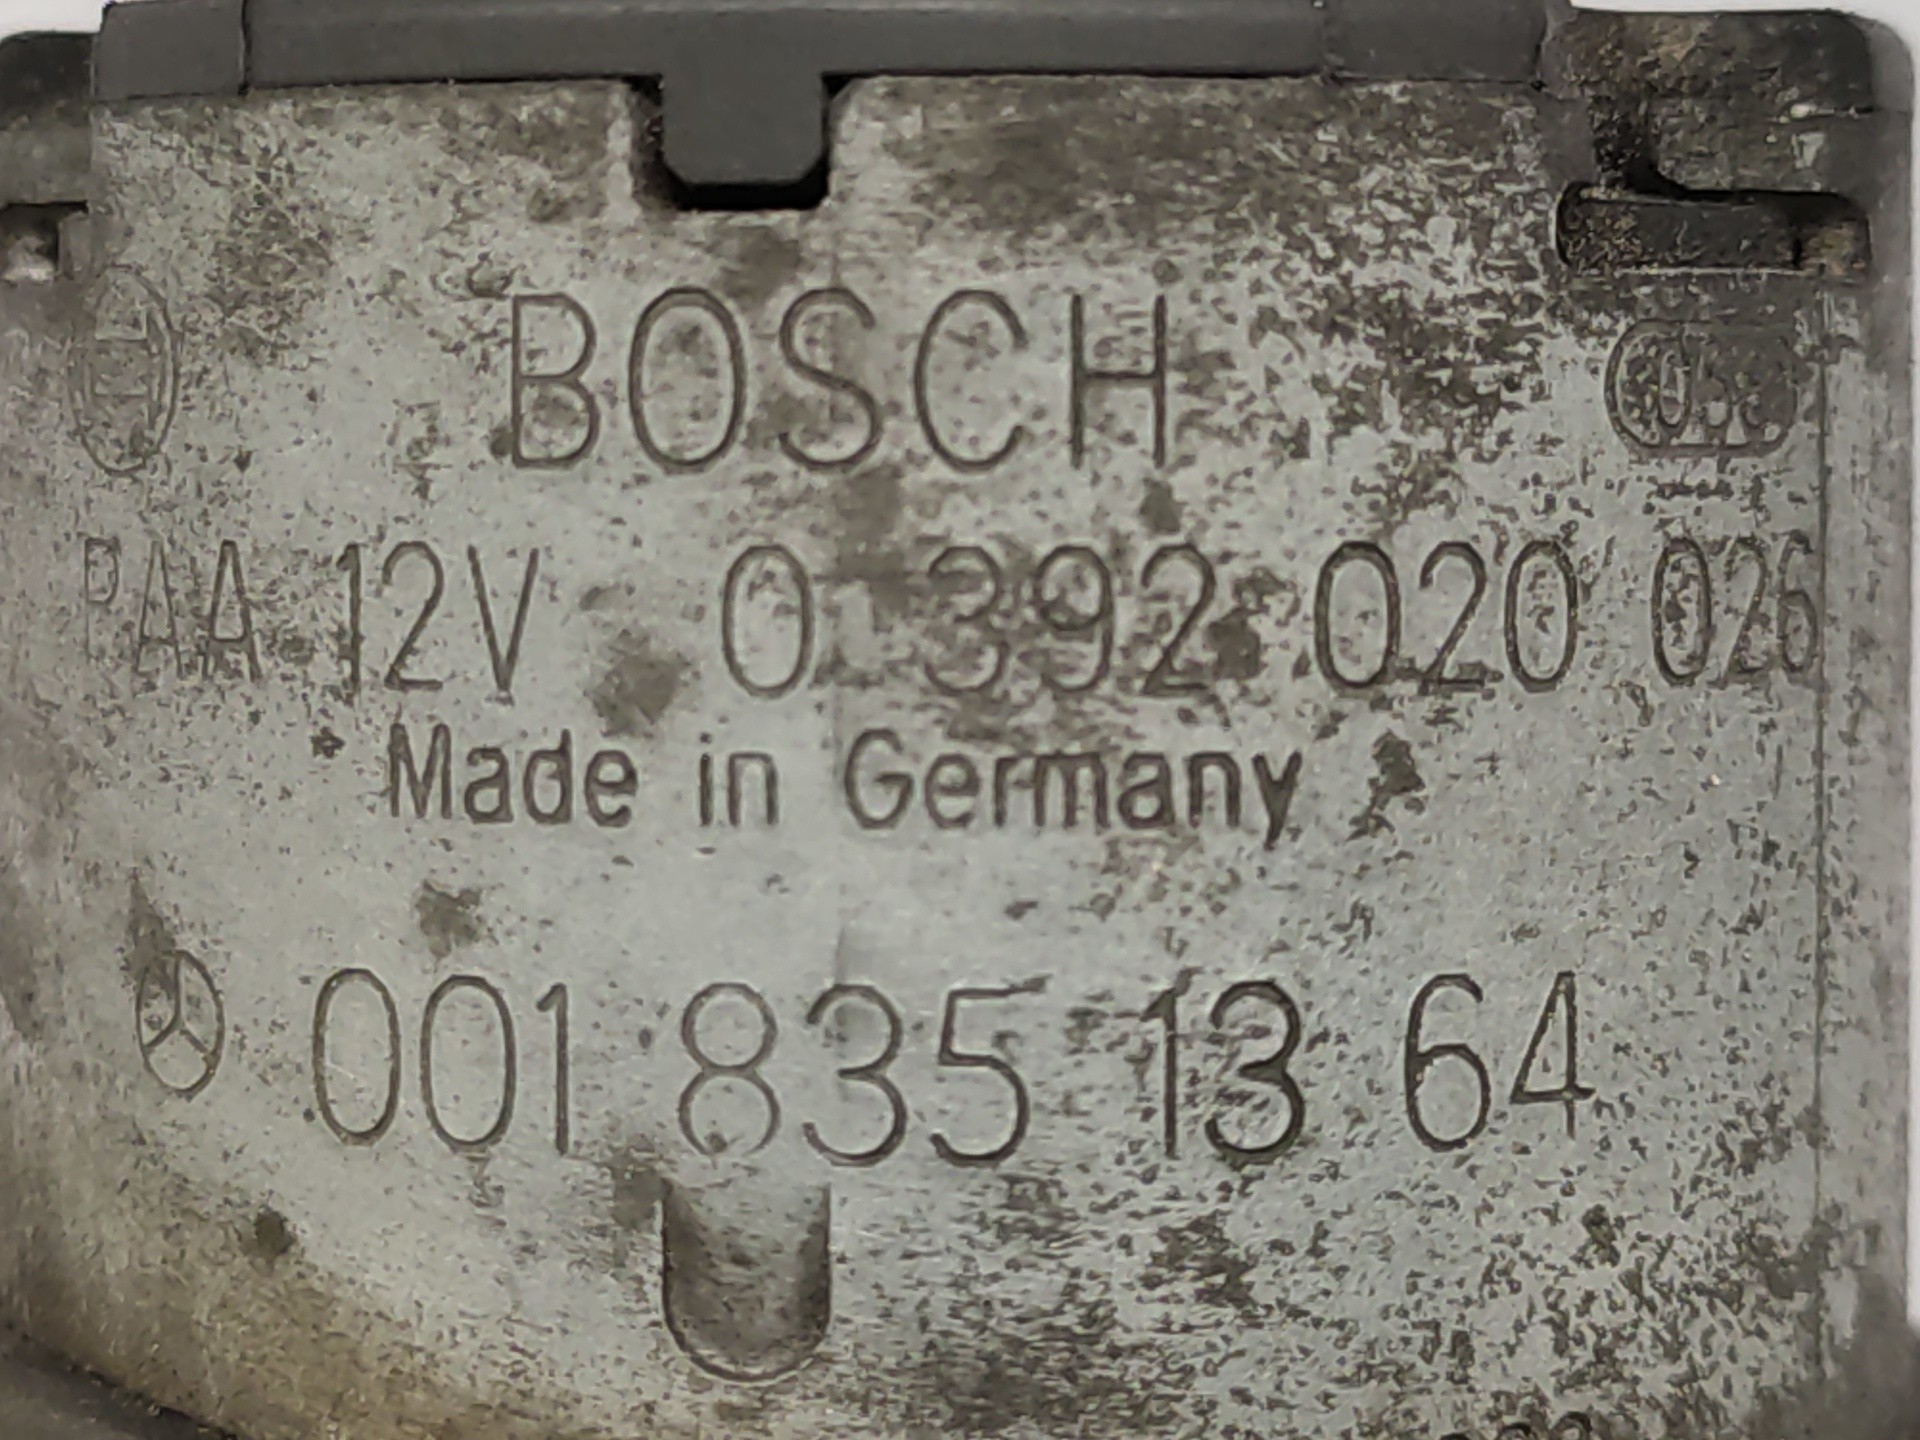 BOSCH
PAA 12V 0 392 020 026
Made in Germany
001 835 13 64